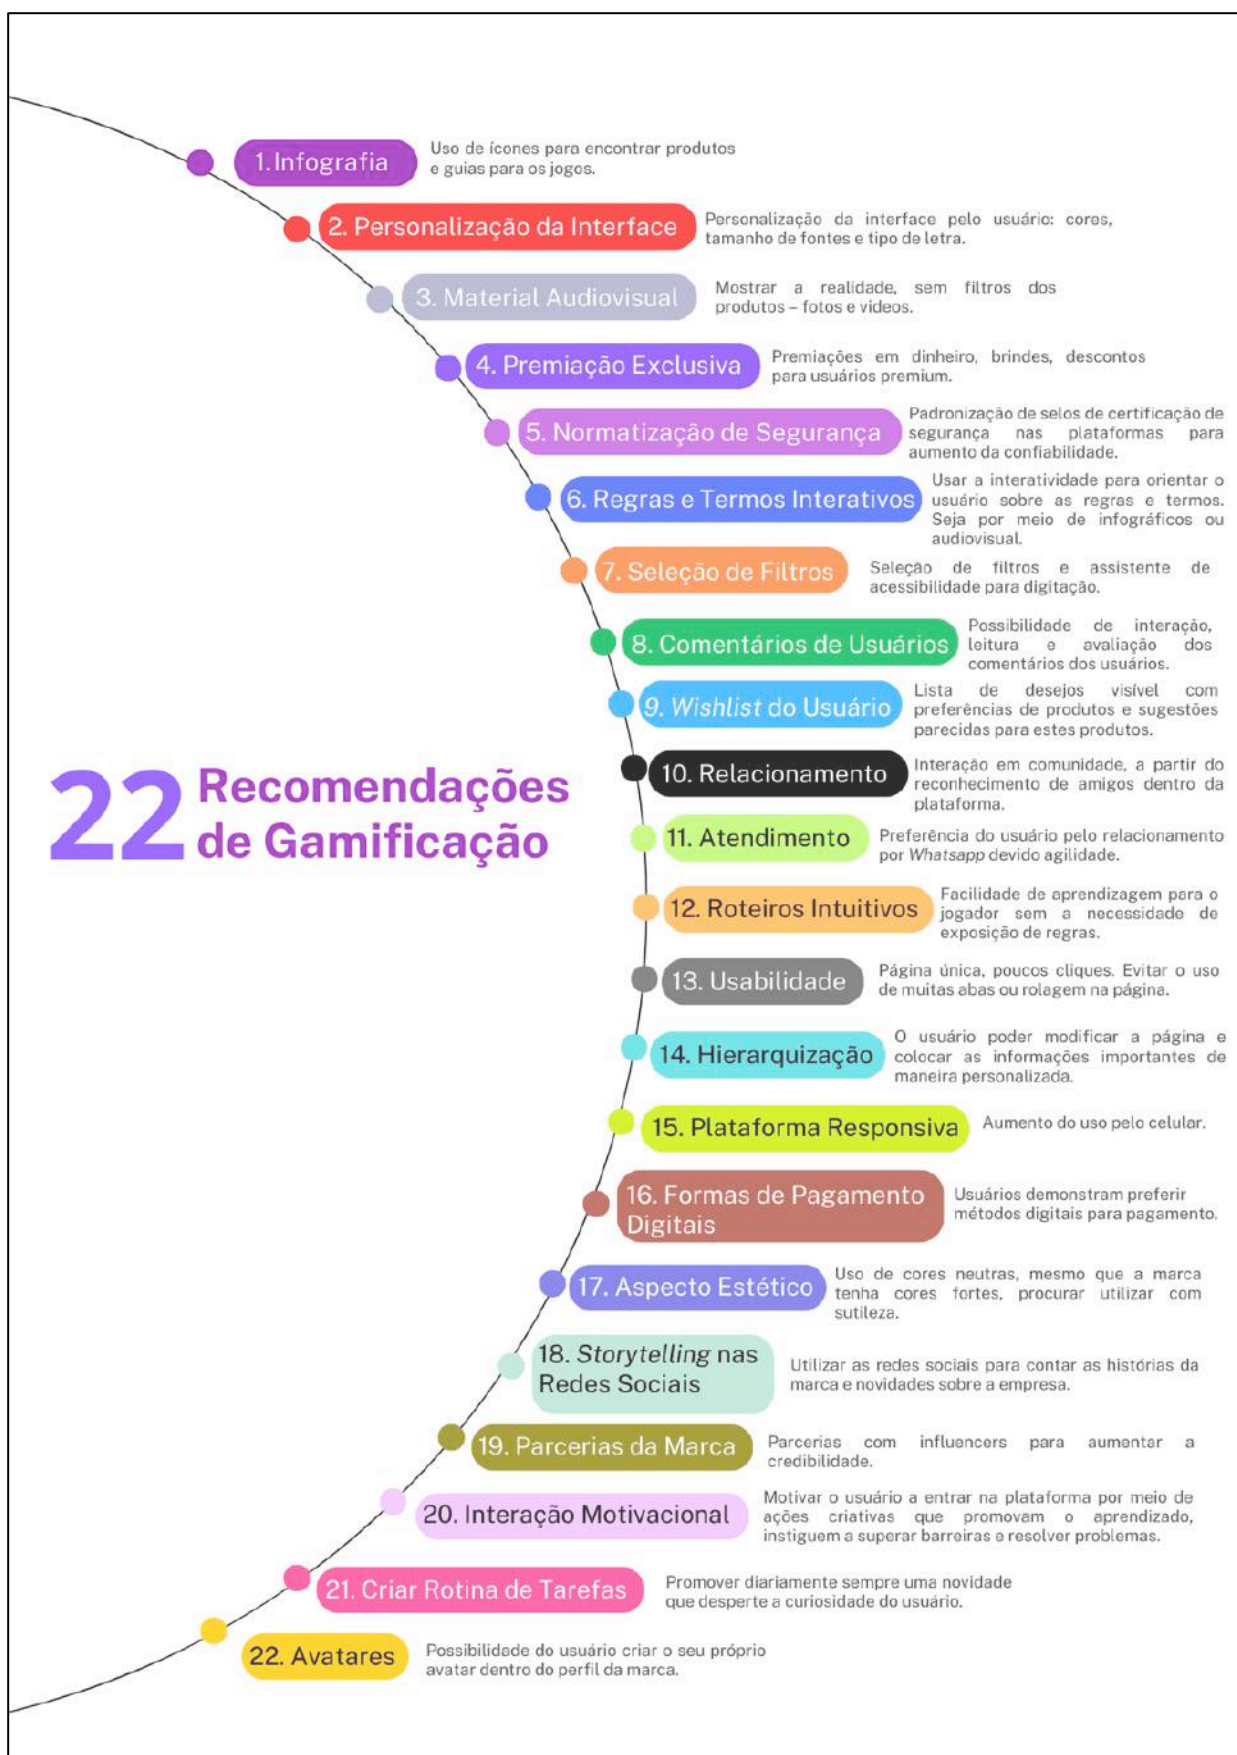 1. Infografia
Uso de ícones para encontrar produtos
e guias para os jogos.
2. Personalização da Interface
Personalização da interface pelo usuário: cores,
tamanho de fontes e tipo de letra.
3. Material Audiovisual
Mostrar a realidade, sem filtros dos
produtos – fotos e videos.
4. Premiação Exclusiva
Premiações em dinheiro, brindes, descontos
para usuários premium.
5. Normatização de Segurança
Padronização de selos de certificação de
segurança nas plataformas para
aumento da confiabilidade.
6. Regras e Termos Interativos
Usar a interatividade para orientar o
usuário sobre as regras e termos.
Seja por meio de infográficos ou
audiovisual.
7. Seleção de Filtros
Seleção de filtros e assistente de
acessibilidade para digitação.
8. Comentários de Usuários
Possibilidade de interação,
leitura e avaliação dos
comentários dos usuários.
9. Wishlist do Usuário
Lista de desejos visível com
preferências de produtos e sugestões
parecidas para estes produtos.
22 Recomendações
de Gamificação
10. Relacionamento
Interação em comunidade, a partir do
reconhecimento de amigos dentro da
plataforma.
11. Atendimento
Preferência do usuário pelo relacionamento
por Whatsapp devido agilidade.
12. Roteiros Intuitivos
Facilidade de aprendizagem para o
jogador sem a necessidade de
exposição de regras.
13. Usabilidade
Página única, poucos cliques. Evitar o uso
de muitas abas ou rolagem na página.
14. Hierarquização
O usuário poder modificar a página e
colocar as informações importantes de
maneira personalizada.
15. Plataforma Responsiva
Aumento do uso pelo celular.
16. Formas de Pagamento
Digitais
Usuários demonstram preferir
métodos digitais para pagamento.
17. Aspecto Estético
Uso de cores neutras, mesmo que a marca
tenha cores fortes, procurar utilizar com
sutileza.
18. Storytelling nas
Redes Sociais
Utilizar as redes sociais para contar as histórias da
marca e novidades sobre a empresa.
19. Parcerias da Marca
Parcerias com influencers para aumentar a
credibilidade.
20. Interação Motivacional
Motivar o usuário a entrar na plataforma por meio de
ações criativas que promovam o aprendizado,
instiguem a superar barreiras e resolver problemas.
21. Criar Rotina de Tarefas
Promover diariamente sempre uma novidade
que desperte a curiosidade do usuário.
22. Avatares
Possibilidade do usuário criar o seu próprio
avatar dentro do perfil da marca.